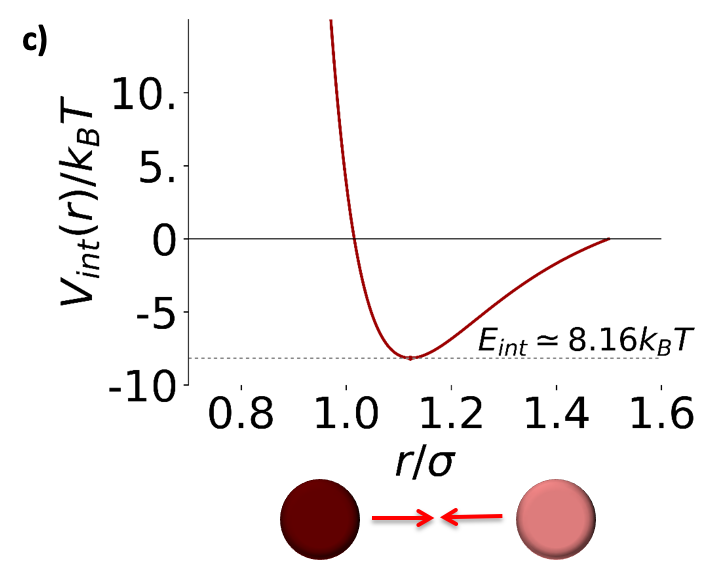 c)
V_int(r)/k_BT
10.
5.
0
-5
-10
E_int ≃ 8.16k_BT
0.8 1.0 1.2 1.4 1.6
r/σ